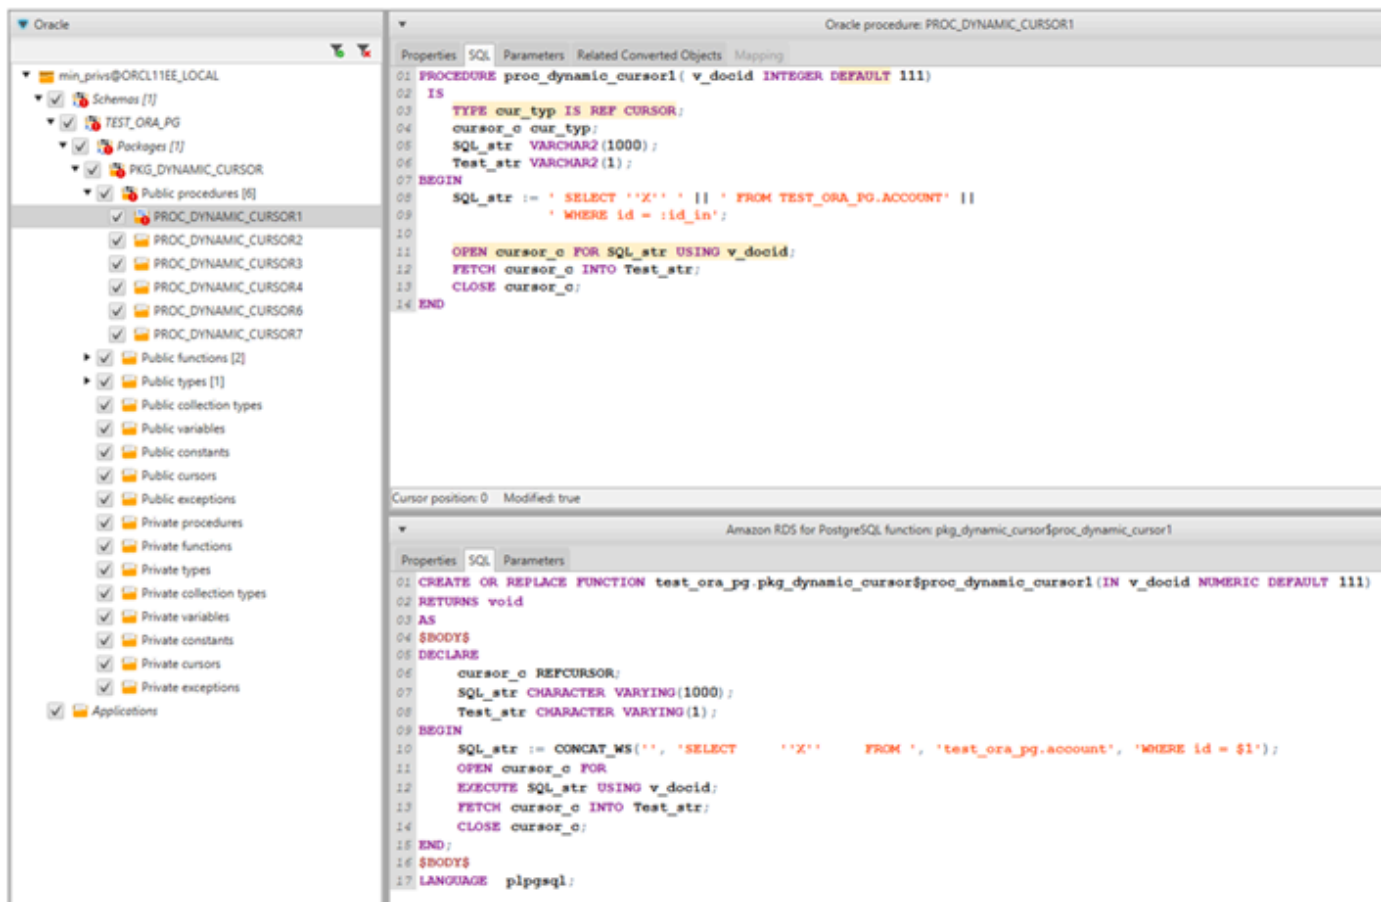 Oracle
min_privs@ORCL11EE_LOCAL
Schemas [1]
TEST_ORA_PG
Packages [1]
PKG_DYNAMIC_CURSOR
Public procedures [6]
PROC_DYNAMIC_CURSOR1
PROC_DYNAMIC_CURSOR2
PROC_DYNAMIC_CURSOR3
PROC_DYNAMIC_CURSOR4
PROC_DYNAMIC_CURSOR6
PROC_DYNAMIC_CURSOR7
Public functions [2]
Public types [1]
Public collection types
Public variables
Public constants
Public cursors
Public exceptions
Private procedures
Private functions
Private types
Private collection types
Private variables
Private constants
Private cursors
Private exceptions
Applications
Oracle procedure: PROC_DYNAMIC_CURSOR1
Properties SQL Parameters Related Converted Objects Mapping
01 PROCEDURE proc_dynamic_cursor1( v_docid INTEGER DEFAULT 111)
02 IS
03 TYPE cur_typ IS REF CURSOR;
04 cursor_c cur_typ;
05 SQL_str VARCHAR2(1000);
06 Test_str VARCHAR2(1);
07 BEGIN
08 SQL_str := ' SELECT ''X'' ' || ' FROM TEST_ORA_PG.ACCOUNT' ||
09 ' WHERE id = :id_in';
10
11 OPEN cursor_c FOR SQL_str USING v_docid;
12 FETCH cursor_c INTO Test_str;
13 CLOSE cursor_c;
14 END
Cursor position: 0 Modified: true
Amazon RDS for PostgreSQL function: pkg_dynamic_cursor$proc_dynamic_cursor1
Properties SQL Parameters
01 CREATE OR REPLACE FUNCTION test_ora_pg.pkg_dynamic_cursor$proc_dynamic_cursor1(IN v_docid NUMERIC DEFAULT 111)
02 RETURNS void
03 AS
04 $BODY$
05 DECLARE
06 cursor_c REFCURSOR;
07 SQL_str CHARACTER VARYING(1000);
08 Test_str CHARACTER VARYING(1);
09 BEGIN
10 SQL_str := CONCAT_WS('', 'SELECT ''X'' FROM ', 'test_ora_pg.account', 'WHERE id = $1');
11 OPEN cursor_c FOR
12 EXECUTE SQL_str USING v_docid;
13 FETCH cursor_c INTO Test_str;
14 CLOSE cursor_c;
15 END;
16 $BODY$
17 LANGUAGE plpgsql;